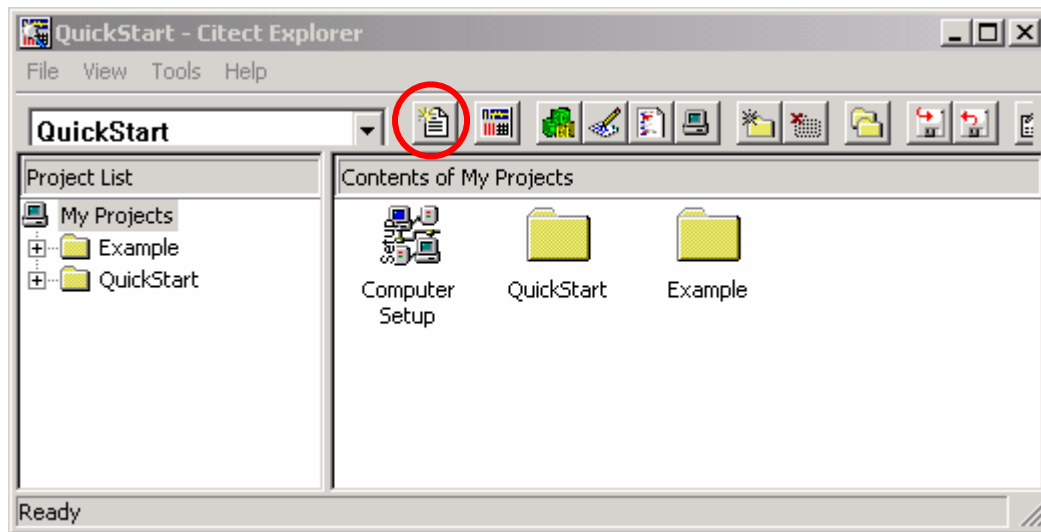 QuickStart - Citect Explorer
File View Tools Help
QuickStart
Project List
Contents of My Projects
My Projects
Example
QuickStart
Setup
Computer
Setup
QuickStart
Example
Ready